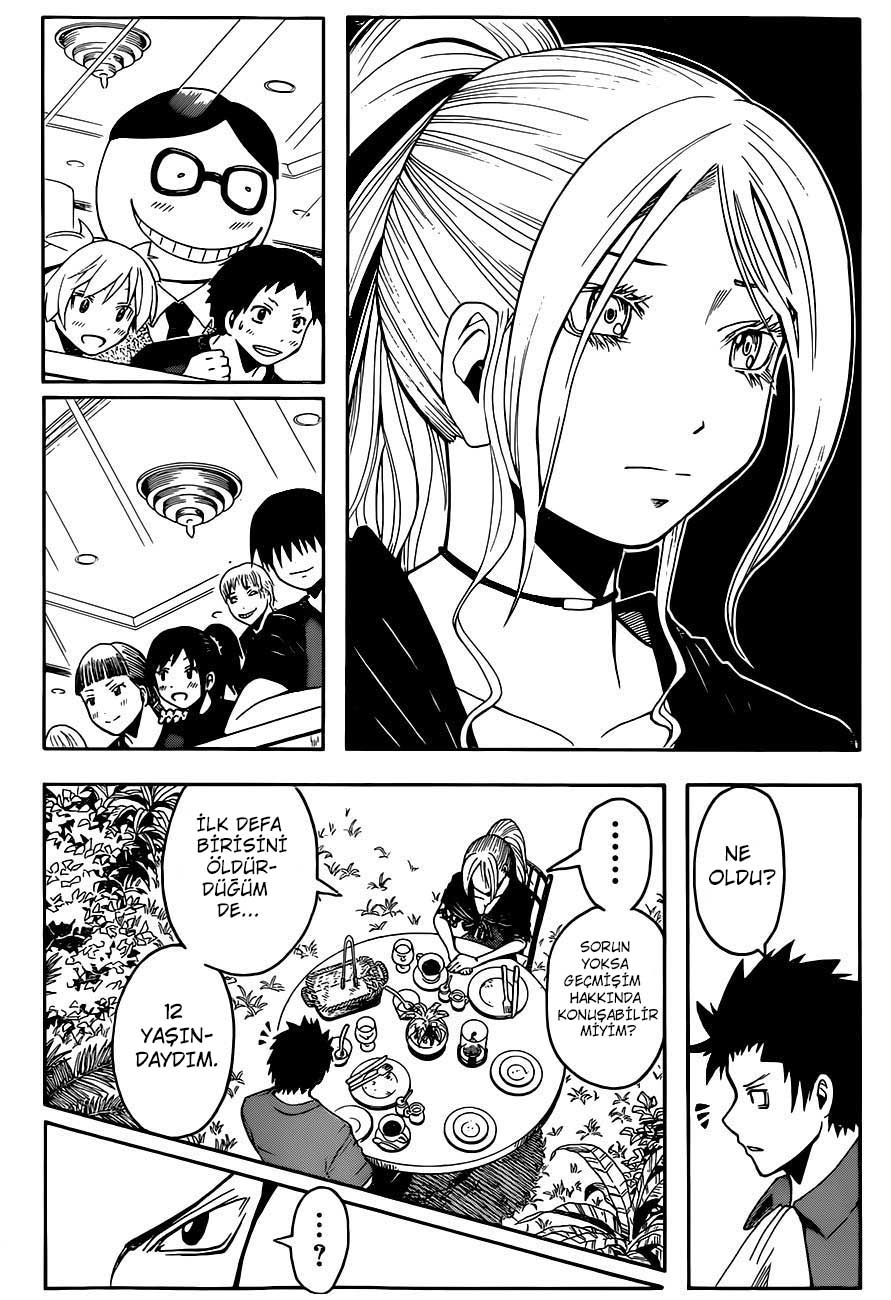 NE
OLDU?
......
SORUN
YOKSA
GEÇMİŞİM
HAKKINDA
KONUŞABİLİR
MİYİM?
İLK DEFA
BİRİSİNİ
ÖLDÜR-
DÜĞÜM
DE...
12
YAŞIN-
DAYDIM.
...?